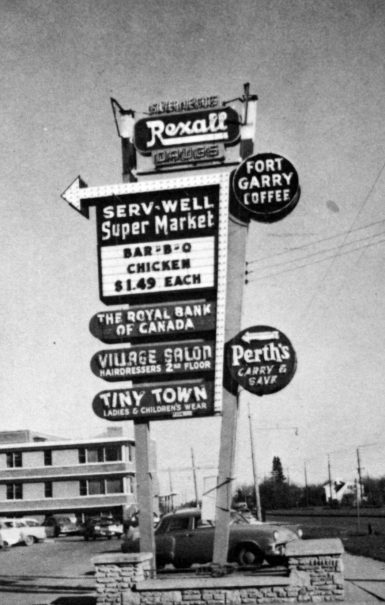 Rexall
DRUGS
FORT
GARRY
COFFEE
SERV-WELL
Super Market
BAR-B-Q
CHICKEN
$1.49 EACH
THE ROYAL BANK
OF CANADA
VILLAGE SALON
HAIRDRESSERS 2ND FLOOR
Perth's
CARRY &
SAVE
TINY TOWN
LADIES & CHILDREN'S WEAR